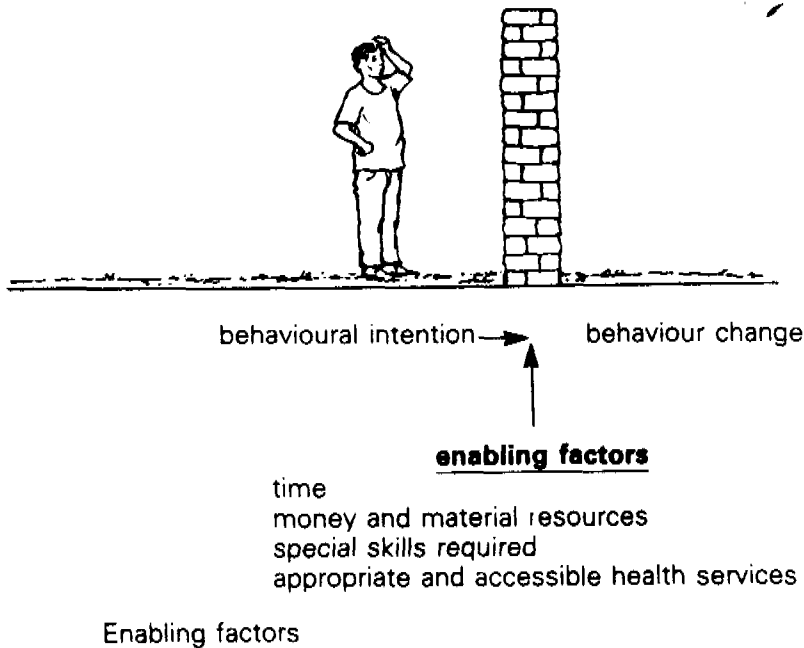 behavioural intention behaviour change
enabling factors
time
money and material resources
special skills required
appropriate and accessible health services
Enabling factors